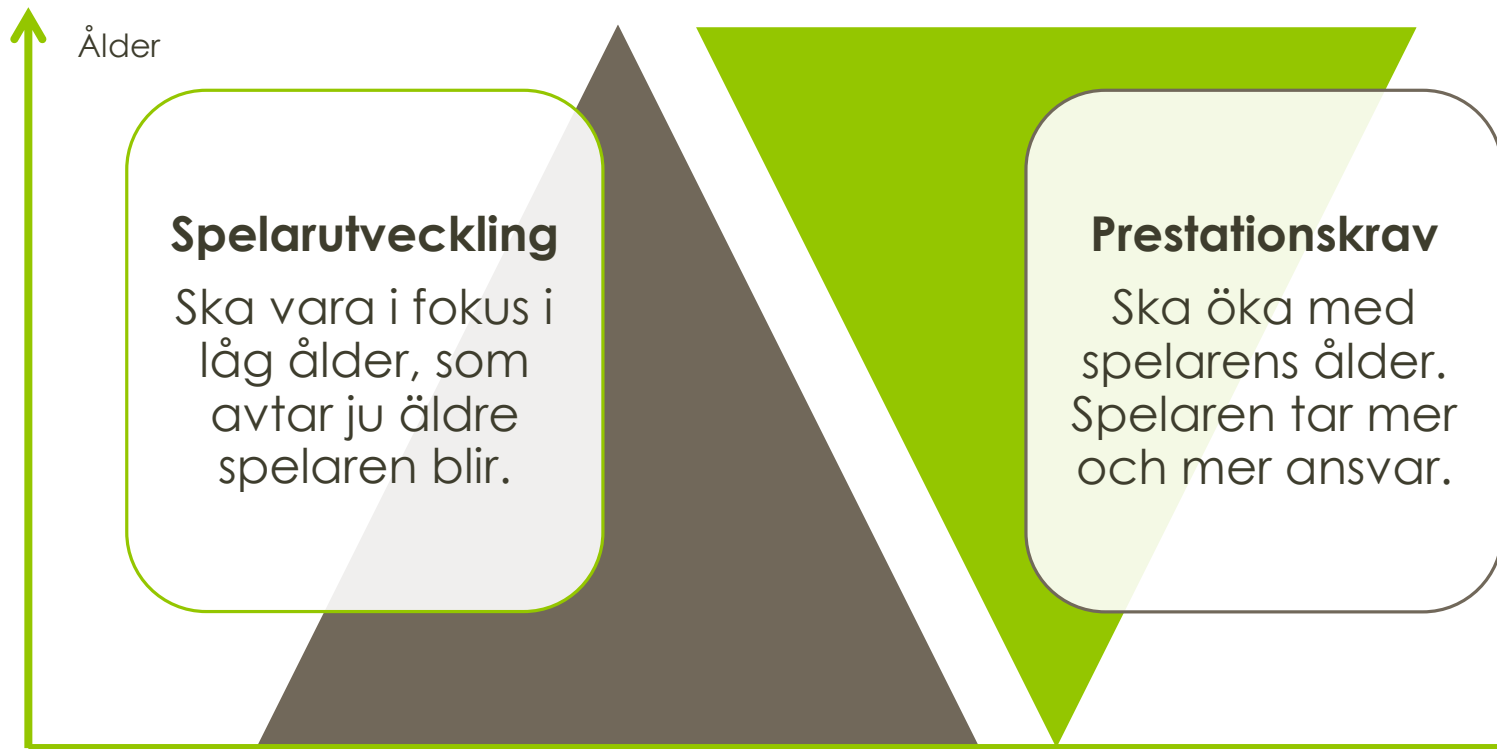 Ålder
Spelarutveckling
Ska vara i fokus i
låg ålder, som
avtar ju äldre
spelaren blir.
Prestationskrav
Ska öka med
spelarens ålder.
Spelaren tar mer
och mer ansvar.